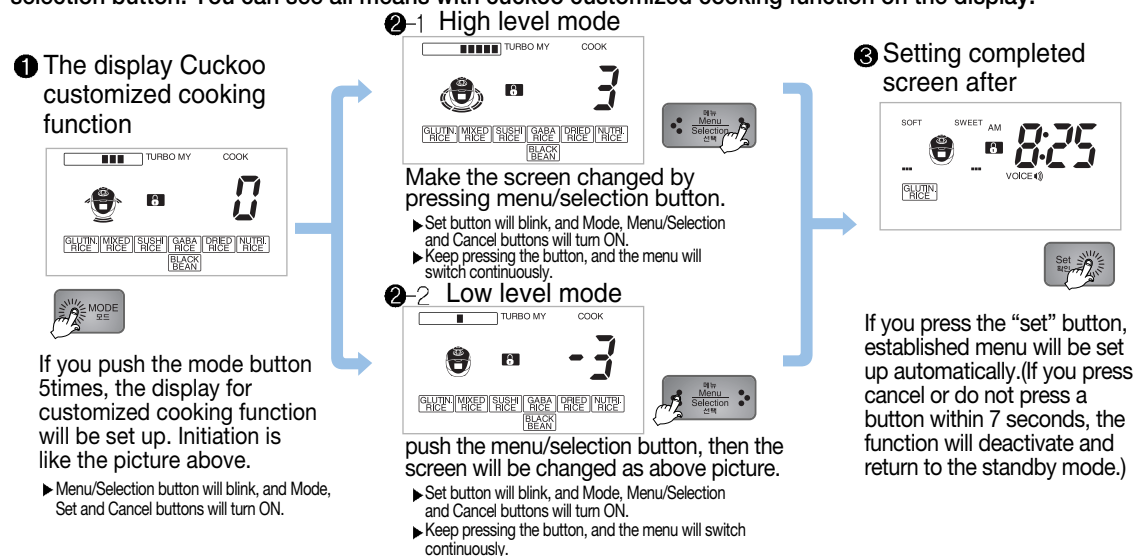 selection button. You can see all means with cuckoo customized cooking function on the display.
❶ The display Cuckoo
customized cooking
function
TURBO MY COOK
0
GLUTIN. RICE MIXED RICE SUSHI RICE GABA RICE DRIED RICE NUTRI. RICE
BLACK BEAN
MODE
모드
If you push the mode button
5times, the display for
customized cooking function
will be set up. Initiation is
like the picture above.
▶ Menu/Selection button will blink, and Mode,
Set and Cancel buttons will turn ON.
❷-1 High level mode
TURBO MY COOK
3
GLUTIN. RICE MIXED RICE SUSHI RICE GABA RICE DRIED RICE NUTRI. RICE
BLACK BEAN
메뉴
Menu
Selection
선택
Make the screen changed by
pressing menu/selection button.
▶ Set button will blink, and Mode, Menu/Selection
and Cancel buttons will turn ON.
▶ Keep pressing the button, and the menu will
switch continuously.
❷-2 Low level mode
TURBO MY COOK
-3
GLUTIN. RICE MIXED RICE SUSHI RICE GABA RICE DRIED RICE NUTRI. RICE
BLACK BEAN
메뉴
Menu
Selection
선택
push the menu/selection button, then the
screen will be changed as above picture.
▶ Set button will blink, and Mode, Menu/Selection
and Cancel buttons will turn ON.
▶ Keep pressing the button, and the menu will switch
continuously.
❸ Setting completed
screen after
SOFT SWEET AM 8:25
VOICE
GLUTIN. RICE
Set
확인
If you press the “set” button,
established menu will be set
up automatically.(If you press
cancel or do not press a
button within 7 seconds, the
function will deactivate and
return to the standby mode.)